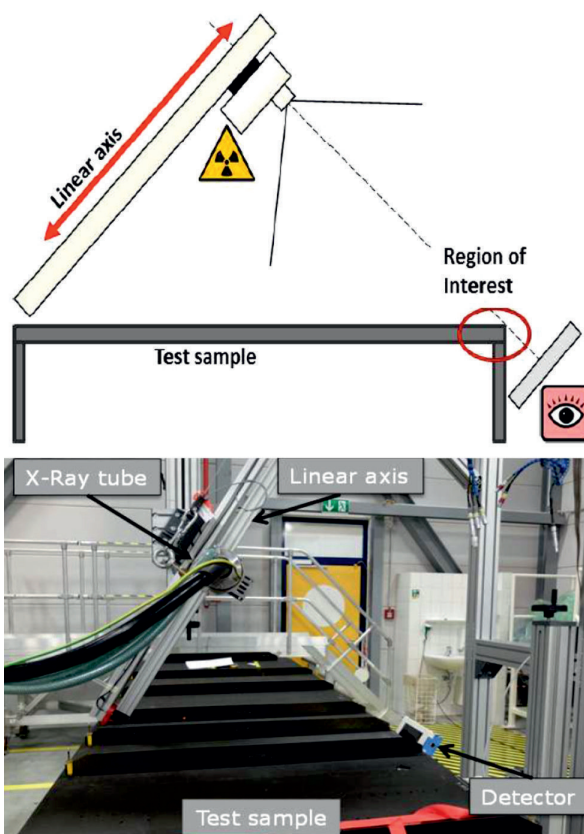 Linear axis
Region of
Interest
Test sample
X-Ray tube
Linear axis
Test sample
Detector